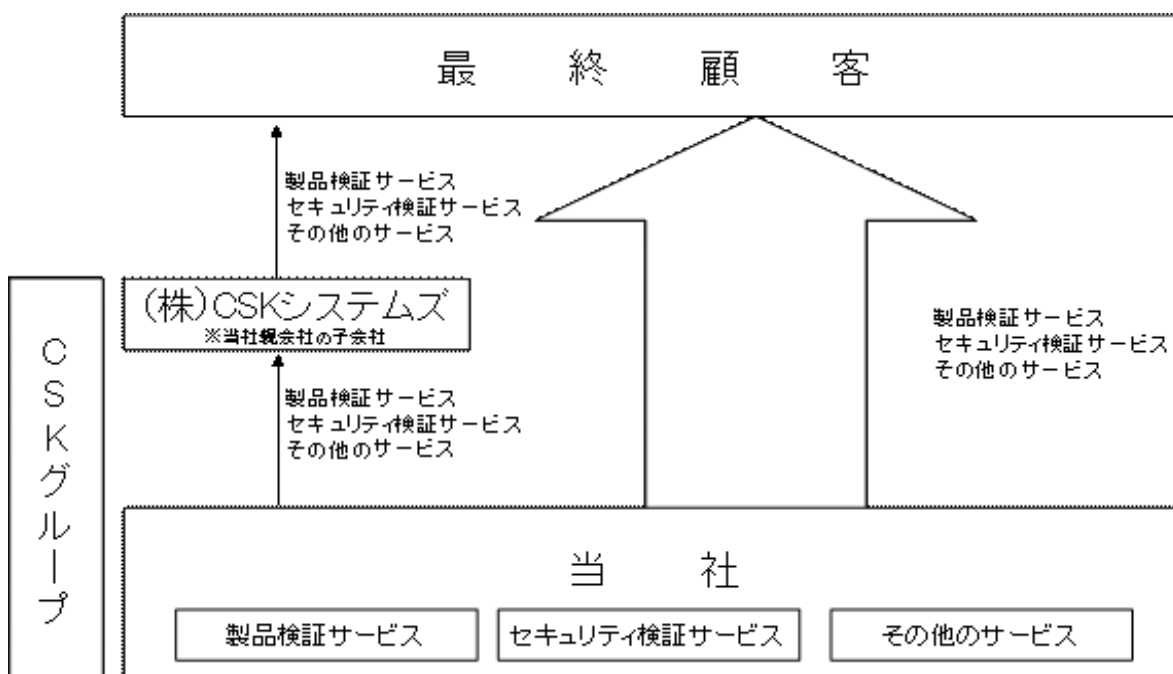 最終顧客
製品検証サービス
セキュリティ検証サービス
その他のサービス
(株)CSKシステムズ
※当社親会社の子会社
製品検証サービス
セキュリティ検証サービス
その他のサービス
製品検証サービス
セキュリティ検証サービス
その他のサービス
CSKグループ
当社
製品検証サービス
セキュリティ検証サービス
その他のサービス